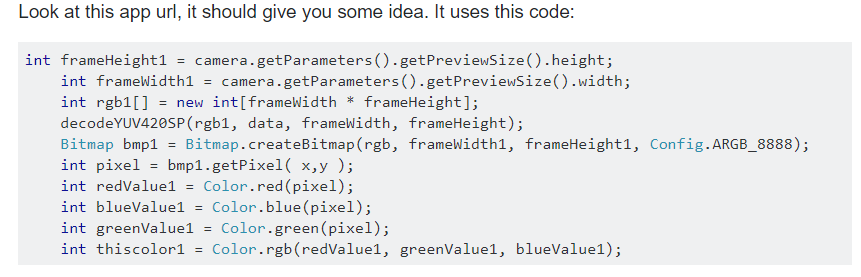 Look at this app url, it should give you some idea. It uses this code:
int frameHeight1 = camera.getParameters().getPreviewSize().height;
int frameWidth1 = camera.getParameters().getPreviewSize().width;
int rgb1[] = new int[frameWidth * frameHeight];
decodeYUV420SP(rgb1, data, frameWidth, frameHeight);
Bitmap bmp1 = Bitmap.createBitmap(rgb, frameWidth1, frameHeight1, Config.ARGB_8888);
int pixel = bmp1.getPixel( x,y );
int redValue1 = Color.red(pixel);
int blueValue1 = Color.blue(pixel);
int greenValue1 = Color.green(pixel);
int thiscolor1 = Color.rgb(redValue1, greenValue1, blueValue1);